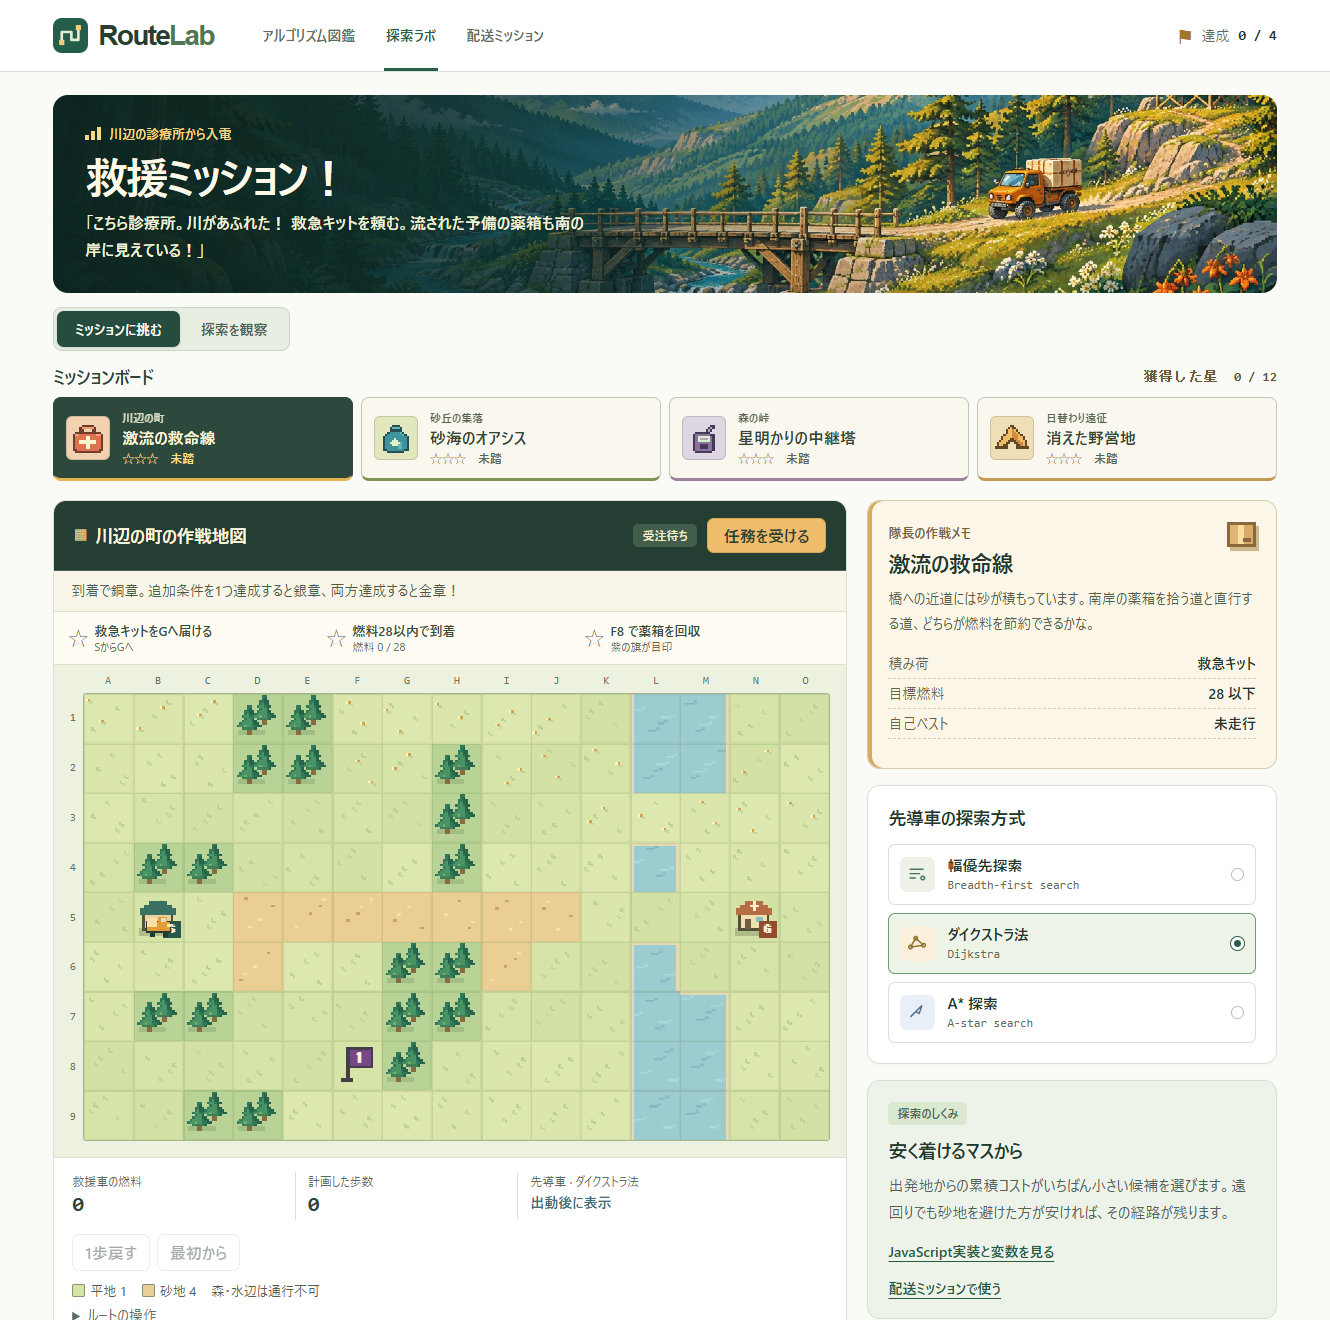 RouteLab
アルゴリズム図鑑
探索ラボ
配送ミッション
達成 0 / 4
川辺の診療所から入電
救援ミッション！
「こちら診療所。川があふれた！ 救急キットを頼む。流された予備の薬箱も南の
岸に見えている！」
ミッションに挑む
探索を観察
ミッションボード
獲得した星 0 / 12
川辺の町
激流の救命線
☆☆☆ 未踏
砂丘の集落
砂海のオアシス
☆☆☆ 未踏
森の峠
星明かりの中継塔
☆☆☆ 未踏
日替わり遠征
消えた野営地
☆☆☆ 未踏
川辺の町の作戦地図
受注待ち
任務を受ける
到着で銅章。追加条件を1つ達成すると銀章、両方達成すると金章！
救急キットをGへ届ける
SからGへ
燃料28以内で到着
燃料 0 / 28
F8 で薬箱を回収
紫の旗が目印
A B C D E F G H I J K L M N O
1
2
3
4
5
S
G
6
7
8
1
9
救援車の燃料
0
計画した歩数
0
先導車・ダイクストラ法
出動後に表示
1歩戻す
最初から
平地 1 砂地 4 森・水辺は通行不可
▶ ルートの操作
隊長の作戦メモ
激流の救命線
橋への近道には砂が積もっています。南岸の薬箱を拾う道と直行す
る道、どちらが燃料を節約できるかな。
積み荷 救急キット
目標燃料 28 以下
自己ベスト 未走行
先導車の探索方式
幅優先探索
Breadth-first search
ダイクストラ法
Dijkstra
A* 探索
A-star search
探索のしくみ
安く着けるマスから
出発地からの累積コストがいちばん小さい候補を選びます。遠
回りでも砂地を避けた方が安ければ、その経路が残ります。
JavaScript実装と変数を見る
配送ミッションで使う